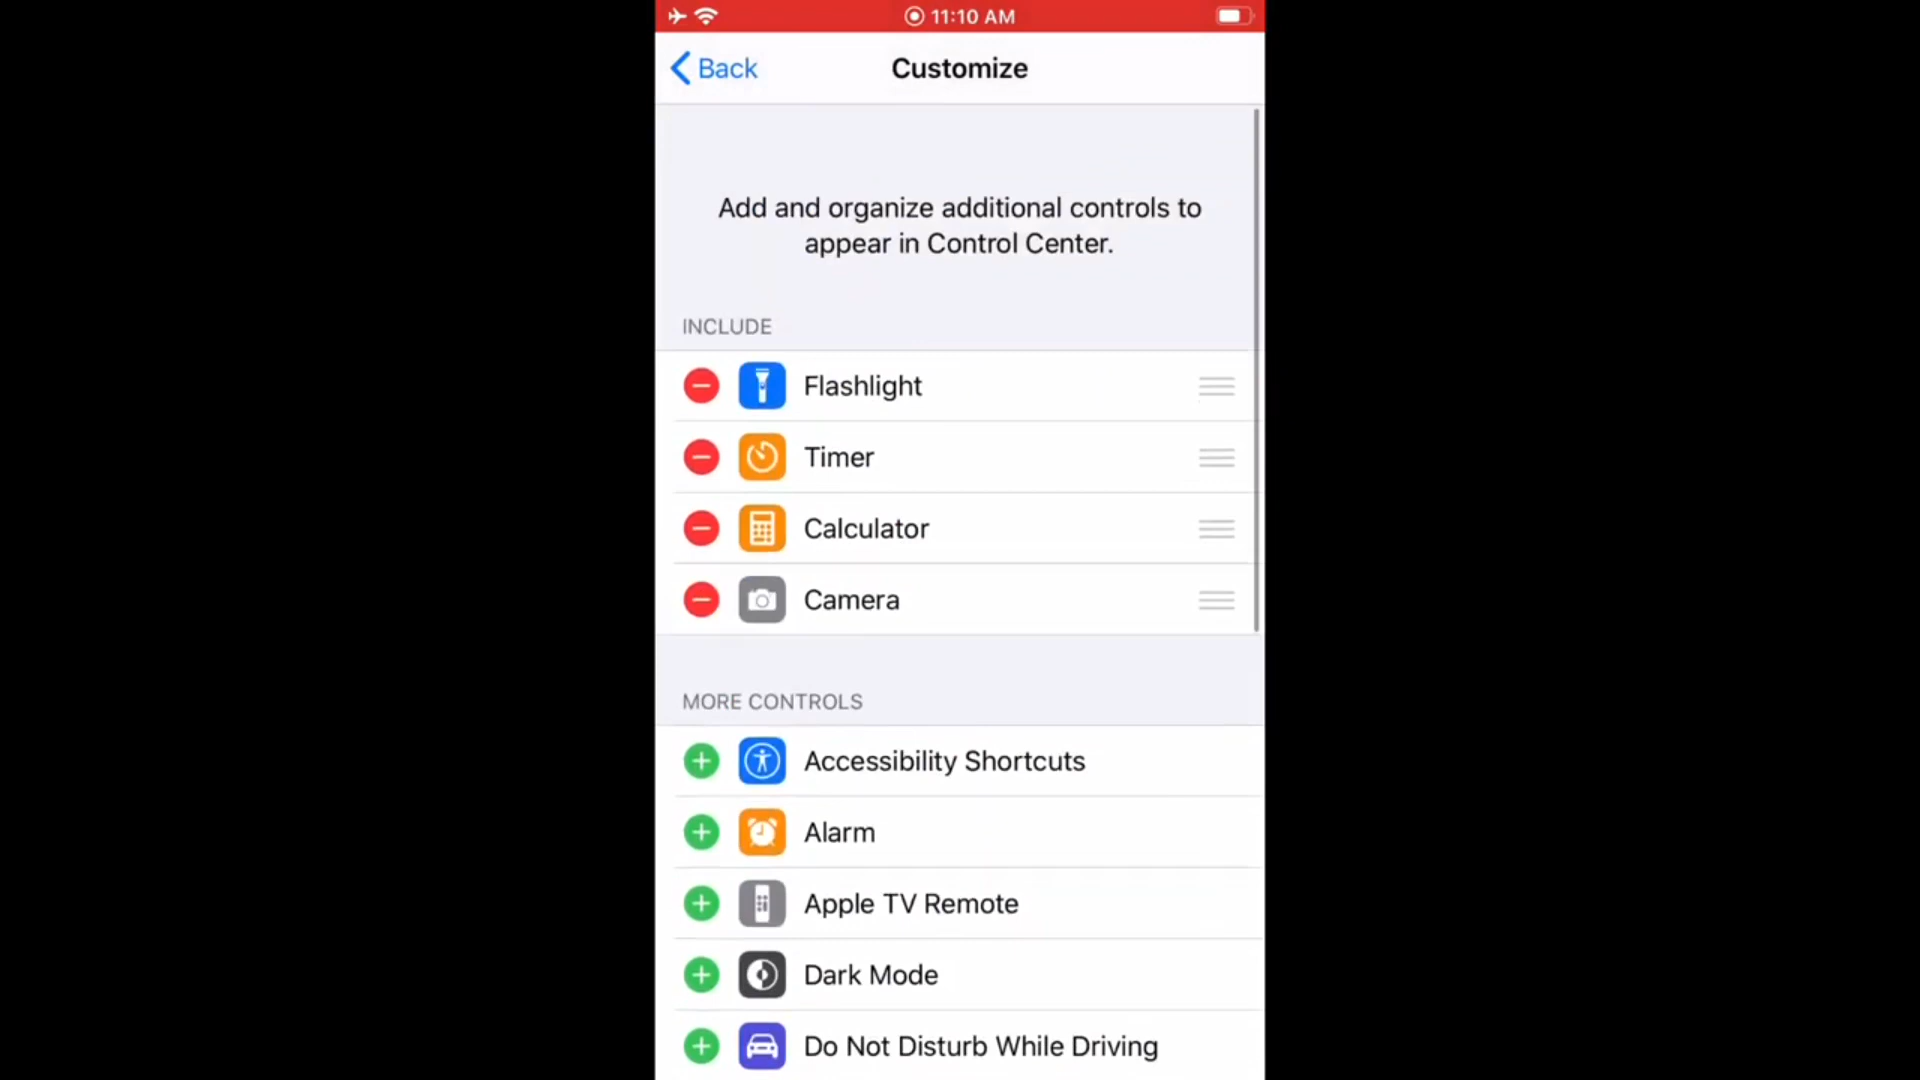 11:10 AM
Back
Customize
Add and organize additional controls to
appear in Control Center.
INCLUDE
Flashlight
Timer
Calculator
Camera
MORE CONTROLS
Accessibility Shortcuts
Alarm
Apple TV Remote
Dark Mode
Do Not Disturb While Driving